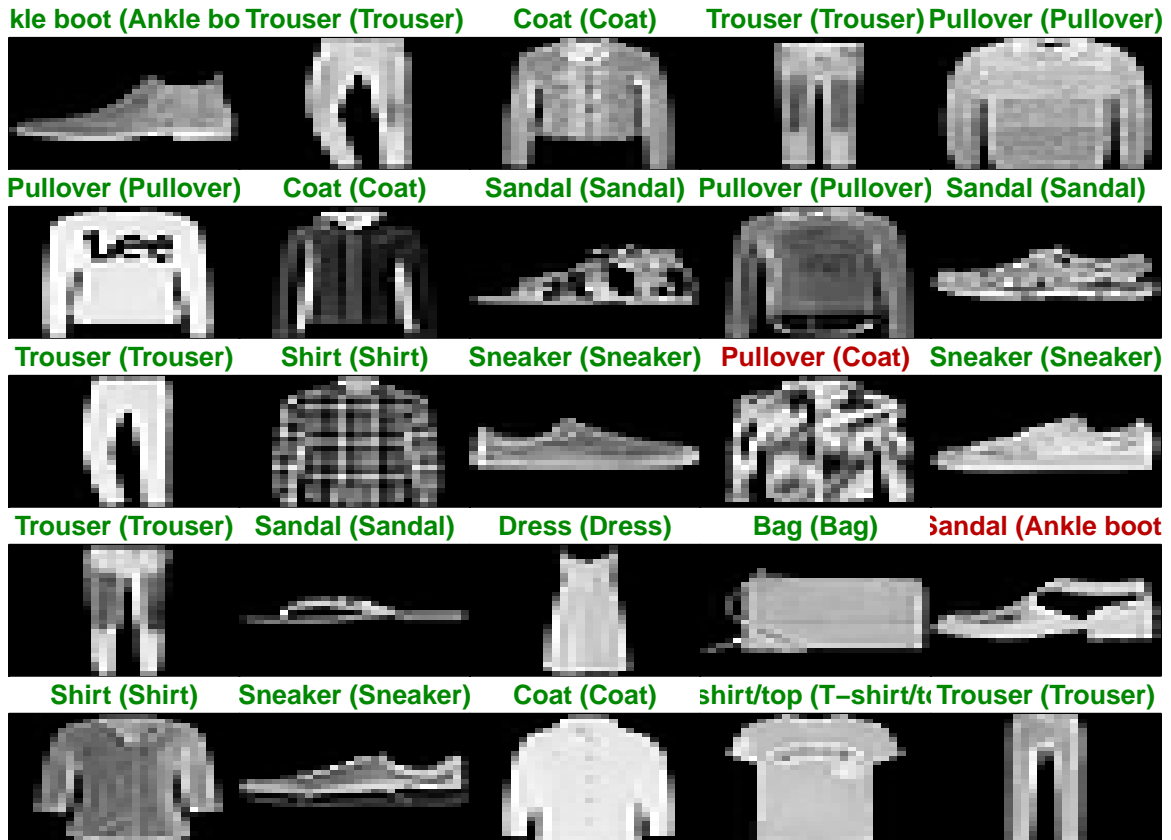 kle boot (Ankle bo Trouser (Trouser) Coat (Coat) Trouser (Trouser) Pullover (Pullover)
Pullover (Pullover) Coat (Coat) Sandal (Sandal) Pullover (Pullover) Sandal (Sandal)
Lee
Trouser (Trouser) Shirt (Shirt) Sneaker (Sneaker) Pullover (Coat) Sneaker (Sneaker)
Trouser (Trouser) Sandal (Sandal) Dress (Dress) Bag (Bag) Sandal (Ankle boot
Shirt (Shirt) Sneaker (Sneaker) Coat (Coat) shirt/top (T−shirt/to Trouser (Trouser)